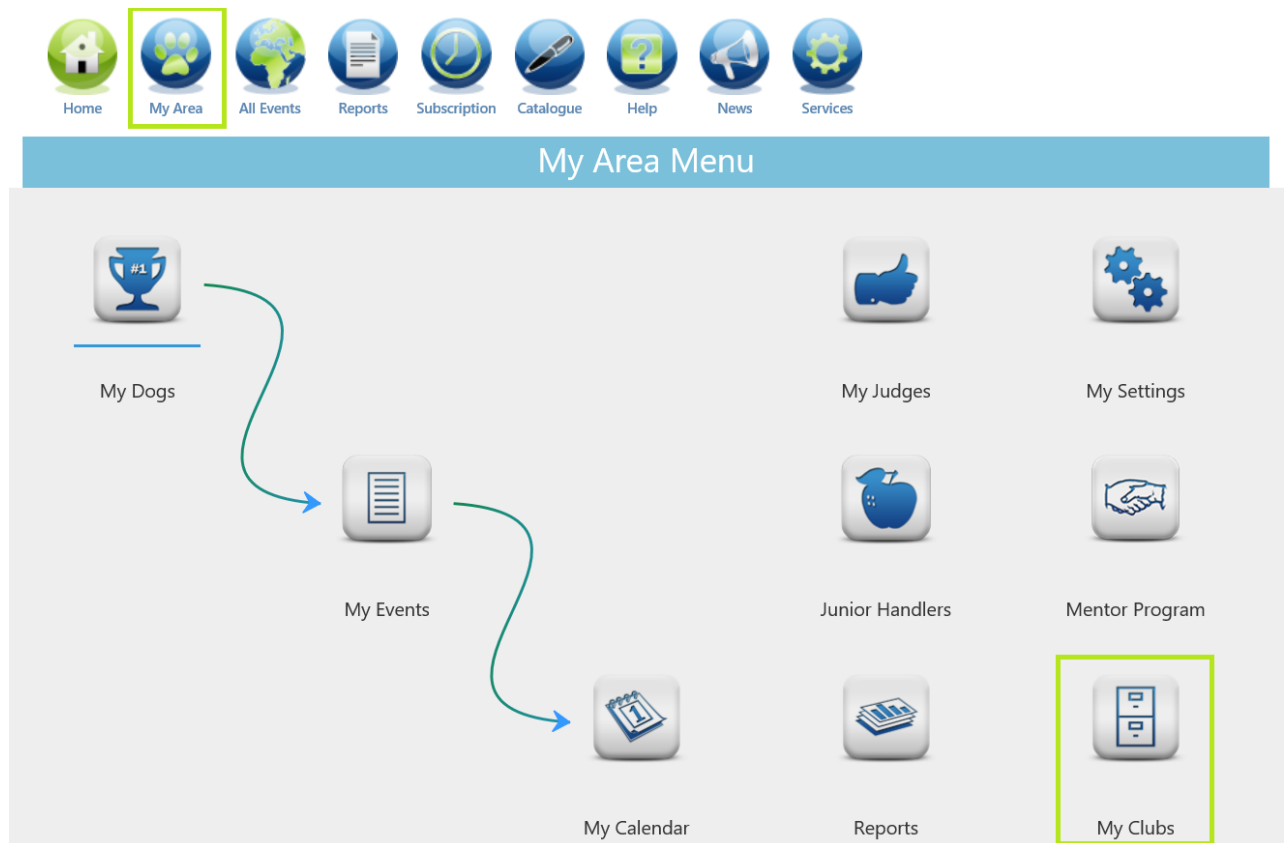 Home
My Area
All Events
Reports
Subscription
Catalogue
?
Help
News
Services
My Area Menu
#1
My Dogs
My Judges
My Settings
My Events
Junior Handlers
Mentor Program
1
My Calendar
Reports
My Clubs